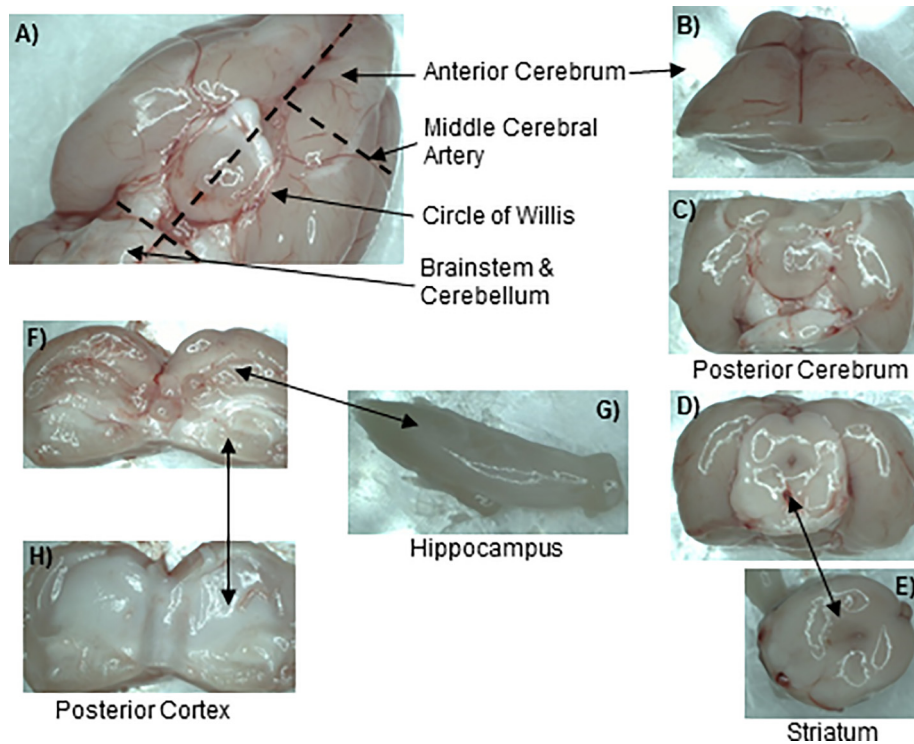 A)
Anterior Cerebrum
B)
Middle Cerebral
Artery
Circle of Willis
C)
Brainstem &
Cerebellum
Posterior Cerebrum
F)
G)
D)
Hippocampus
H)
E)
Posterior Cortex
Striatum